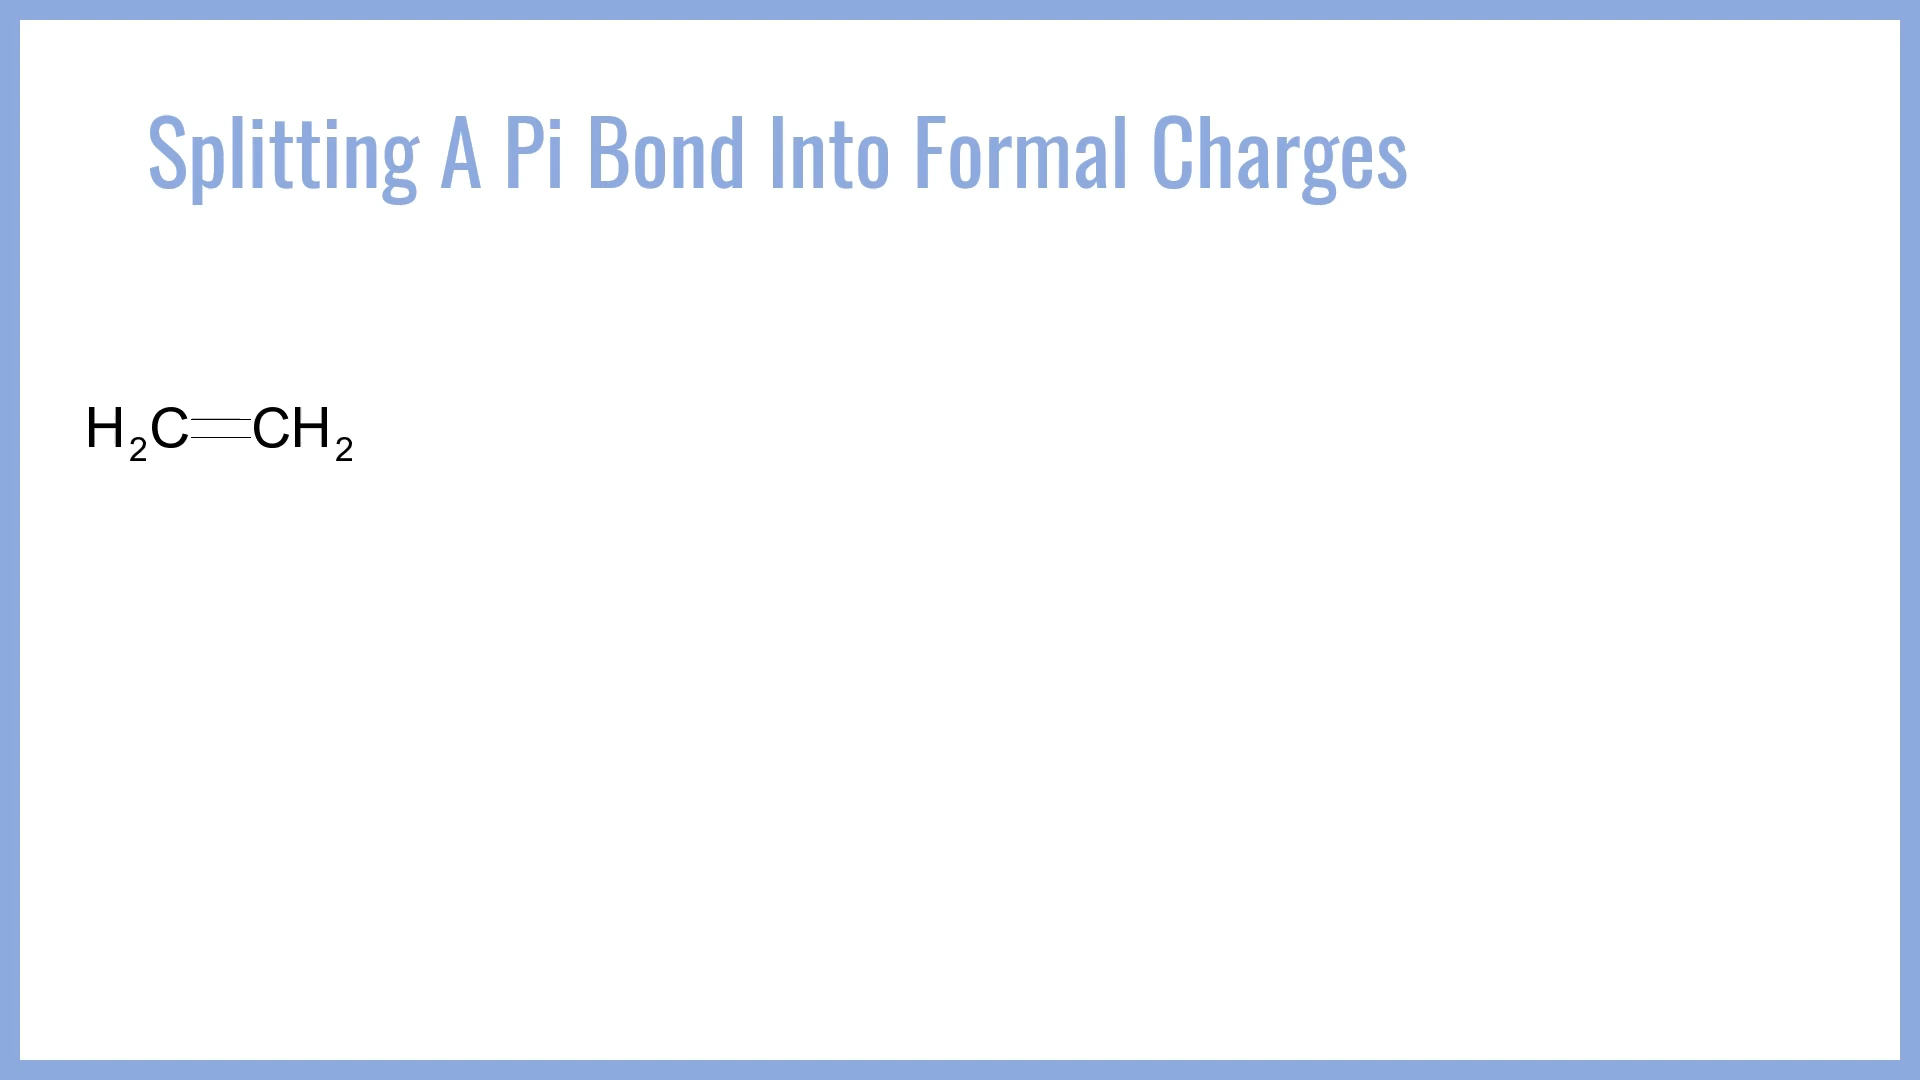 Splitting A Pi Bond Into Formal Charges
H₂C=CH₂